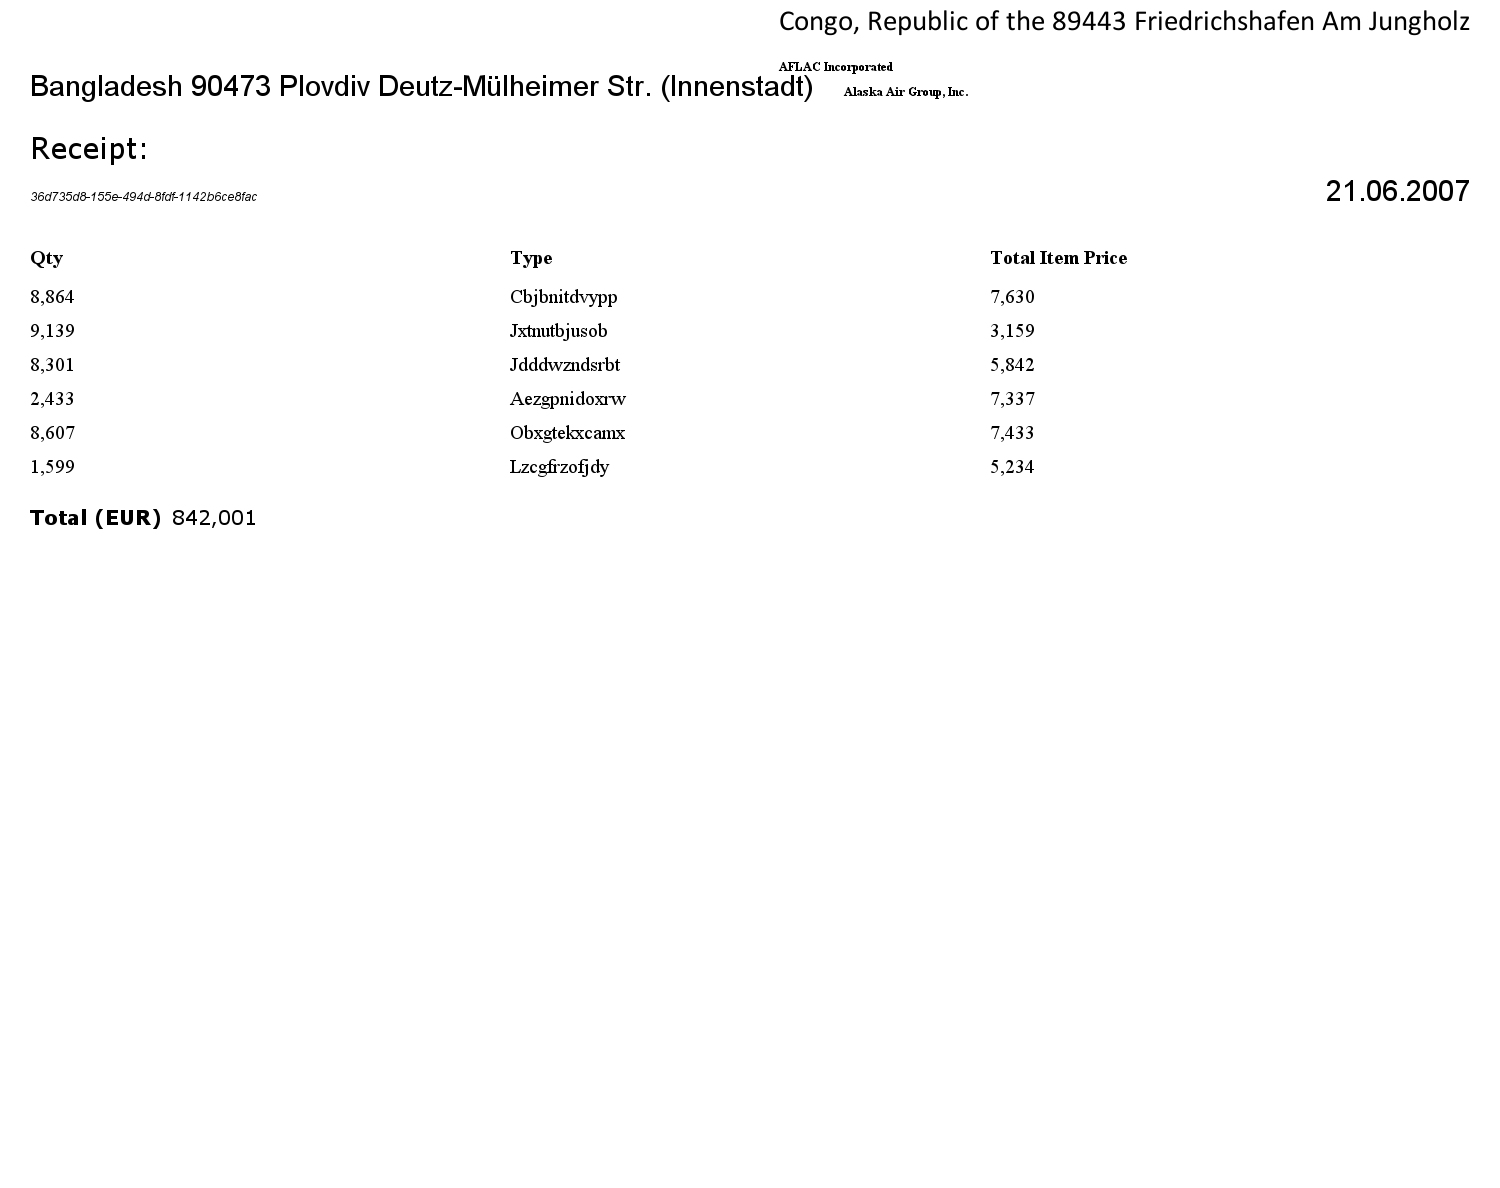 Congo, Republic of the 89443 Friedrichshafen Am Jungholz
AFLAC Incorporated
Bangladesh 90473 Plovdiv Deutz-Mülheimer Str. (Innenstadt)
Alaska Air Group, Inc.
Receipt:
36d735d8-155e-494d-8fdf-1142b6ce8fac
21.06.2007
Qty Type Total Item Price
8,864 Cbjbnitdvypp 7,630
9,139 Jxtnutbjusob 3,159
8,301 Jdddwzndsrbt 5,842
2,433 Aezgpnidoxrw 7,337
8,607 Obxgtekxcamx 7,433
1,599 Lzcgfrzofjdy 5,234
Total (EUR) 842,001